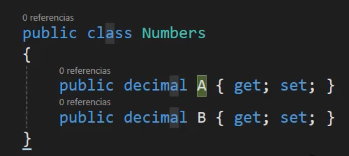 0 referencias
public class Numbers
{
0 referencias
public decimal A { get; set; }
0 referencias
public decimal B { get; set; }
}